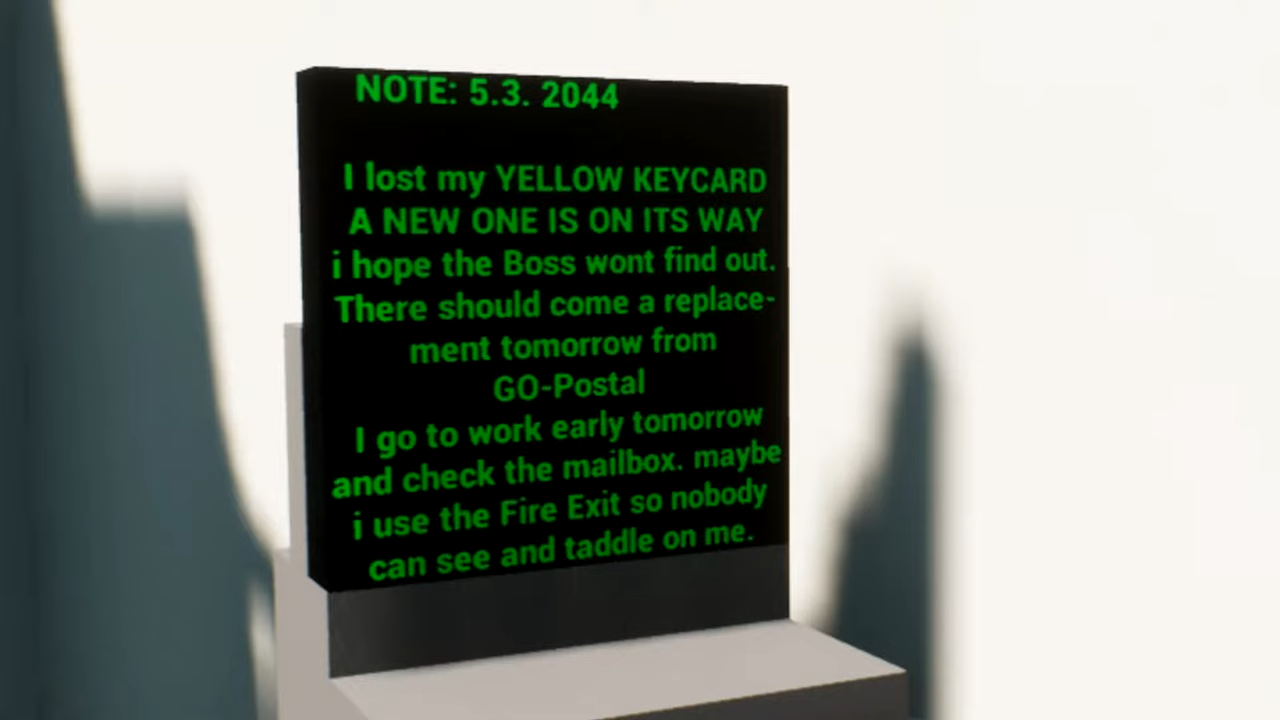 NOTE: 5.3. 2044
I lost my YELLOW KEYCARD
A NEW ONE IS ON ITS WAY
i hope the Boss wont find out.
There should come a replace-
ment tomorrow from
GO-Postal
I go to work early tomorrow
and check the mailbox. maybe
i use the Fire Exit so nobody
can see and taddle on me.